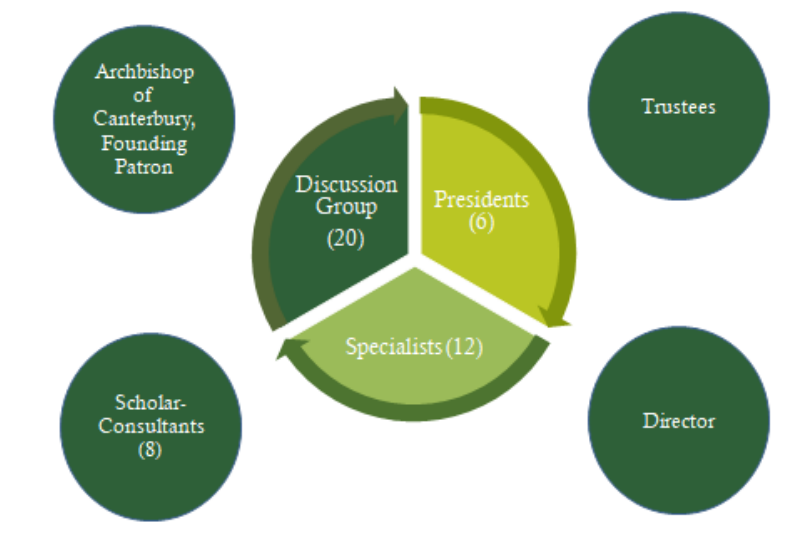 Archbishop
of
Canterbury,
Founding
Patron
Trustees
Discussion
Group
(20)
Presidents
(6)
Specialists (12)
Scholar-
Consultants
(8)
Director